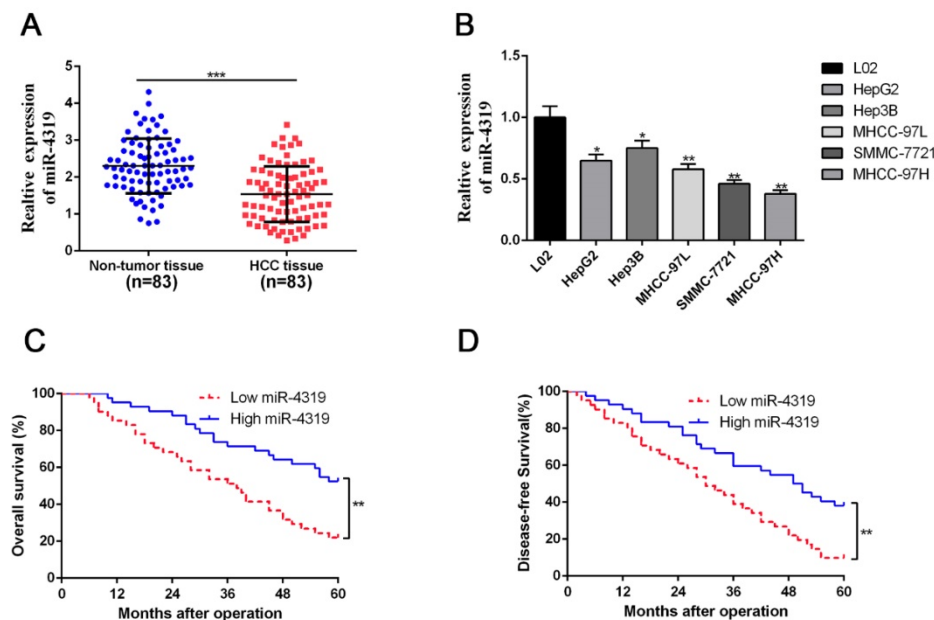 A
Realtive expression
of miR-4319
5
4
3
2
1
0
***
Non-tumor tissue
(n=83)
HCC tissue
(n=83)
B
Realtive expression
of miR-4319
1.5
1.0
0.5
0.0
*
*
**
**
**
L02
HepG2
Hep3B
MHCC-97L
SMMC-7721
MHCC-97H
L02
HepG2
Hep3B
MHCC-97L
SMMC-7721
MHCC-97H
C
Overall survival (%)
100
80
60
40
20
0
Low miR-4319
High miR-4319
**
0 12 24 36 48 60
Months after operation
D
Disease-free Survival(%)
100
80
60
40
20
0
Low miR-4319
High miR-4319
**
0 12 24 36 48 60
Months after operation